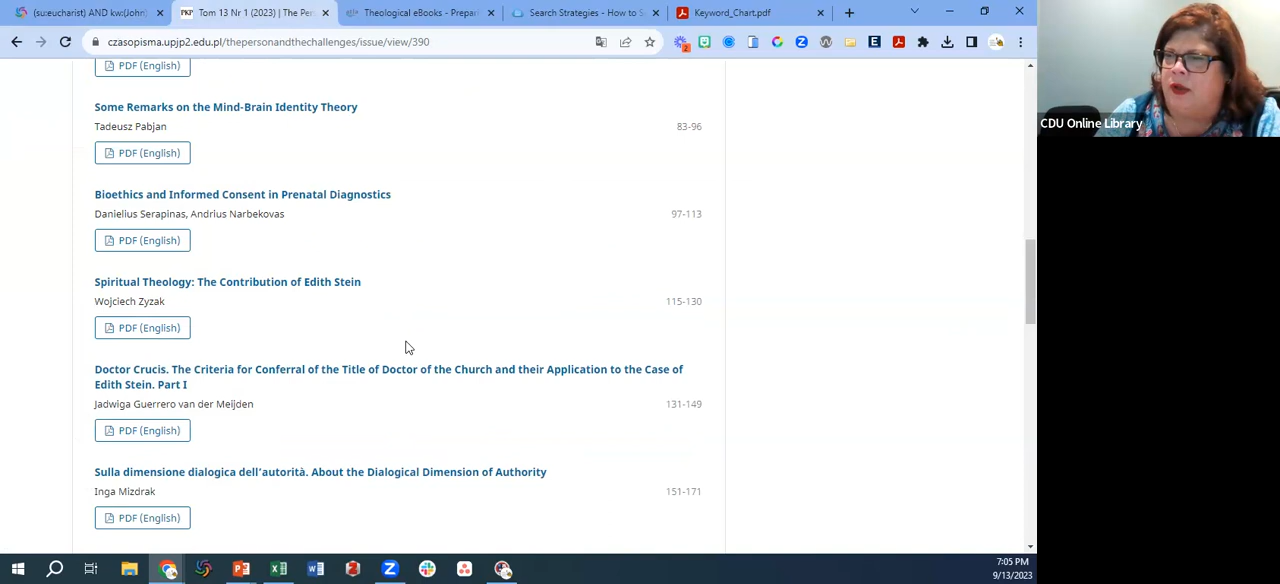 (su:eucharist) AND kw:(John)
Tom 13 Nr 1 (2023) | The Per
Theological eBooks - Prepari
Search Strategies - How to S
Keyword_Chart.pdf
czasopisma.upjp2.edu.pl/thepersonandthechallenges/issue/view/390
PDF (English)
Some Remarks on the Mind-Brain Identity Theory
Tadeusz Pabjan
83-96
PDF (English)
Bioethics and Informed Consent in Prenatal Diagnostics
Danielius Serapinas, Andrius Narbekovas
97-113
PDF (English)
Spiritual Theology: The Contribution of Edith Stein
Wojciech Zyzak
115-130
PDF (English)
Doctor Crucis. The Criteria for Conferral of the Title of Doctor of the Church and their Application to the Case of
Edith Stein. Part I
Jadwiga Guerrero van der Meijden
131-149
PDF (English)
Sulla dimensione dialogica dell'autorità. About the Dialogical Dimension of Authority
Inga Mizdrak
151-171
PDF (English)
CDU Online Library
7:05 PM
9/13/2023